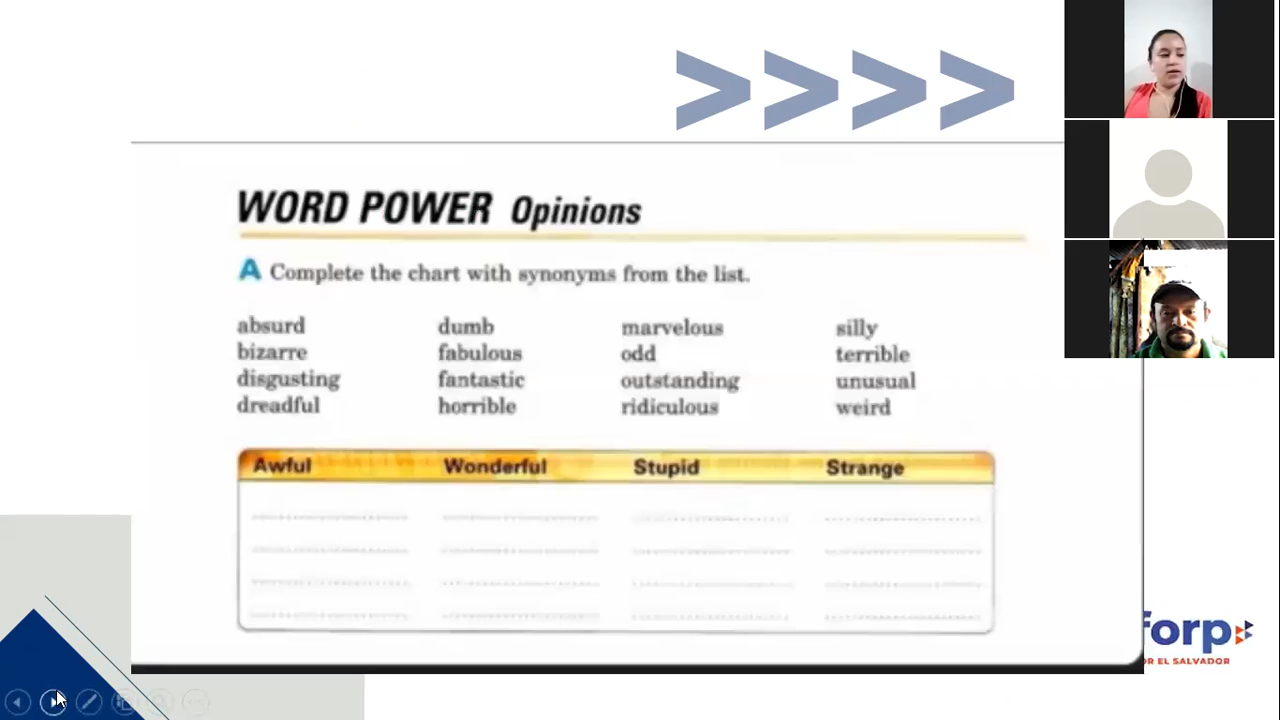 >>>>
WORD POWER Opinions
A Complete the chart with synonyms from the list.
absurd dumb marvelous silly
bizarre fabulous odd terrible
disgusting fantastic outstanding unusual
dreadful horrible ridiculous weird
Awful Wonderful Stupid Strange
forp
OR EL SALVADOR